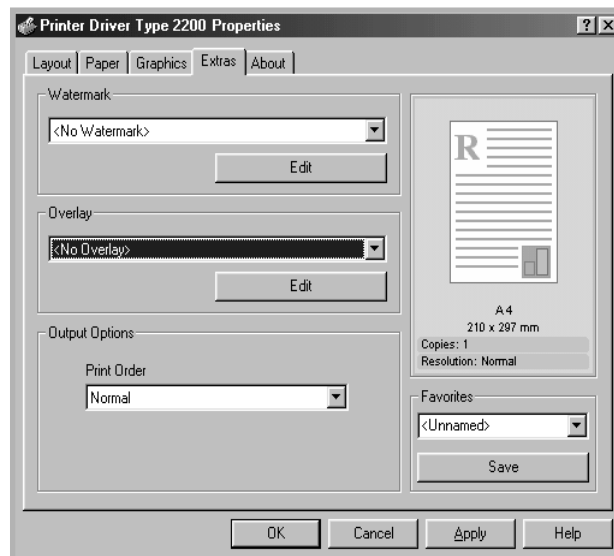 Printer Driver Type 2200 Properties
Layout Paper Graphics Extras About
Watermark
<No Watermark>
Edit
Overlay
<No Overlay>
Edit
Output Options
Print Order
Normal
R
A4
210 x 297 mm
Copies: 1
Resolution: Normal
Favorites
<Unnamed>
Save
OK Cancel Apply Help